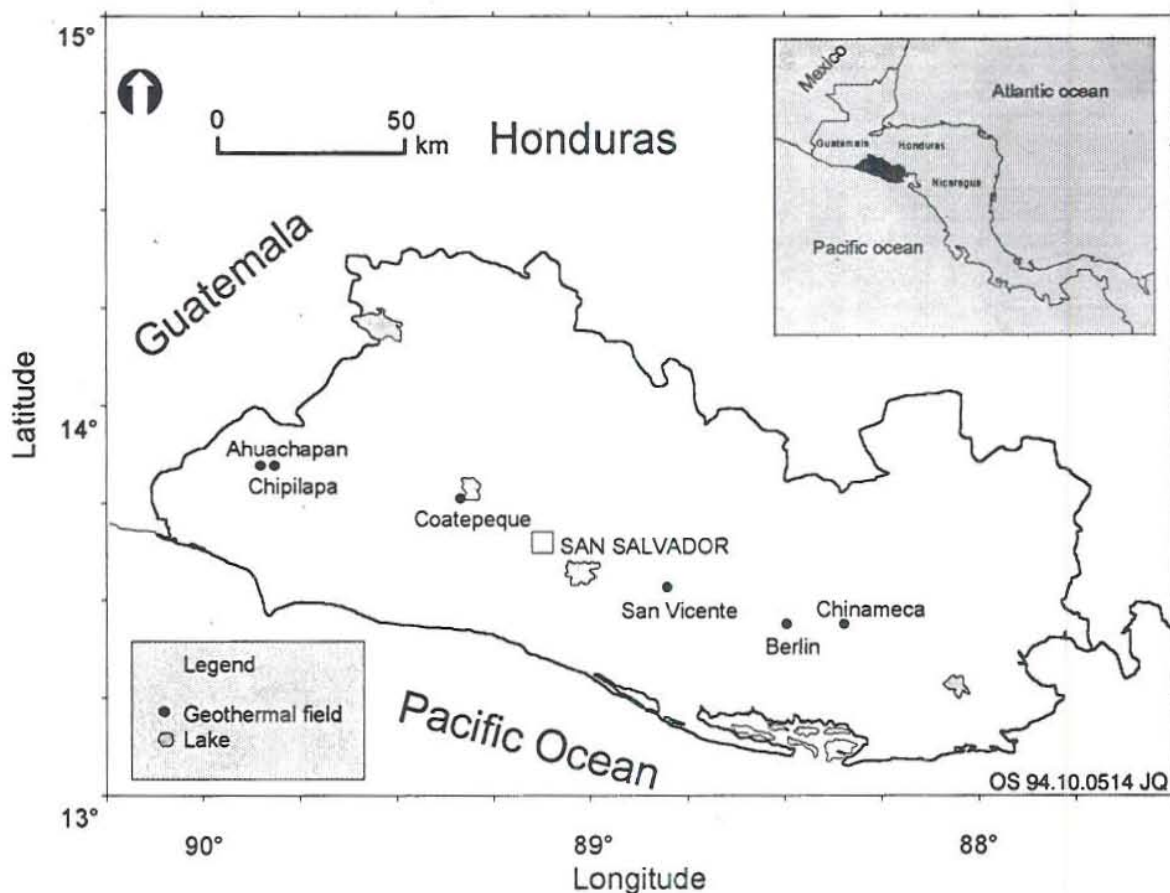 15°
14°
13°
Latitude
90°
89°
88°
Longitude
0
50
km
Honduras
Guatemala
Mexico
Atlantic ocean
Guatemala
Honduras
Nicaragua
Pacific ocean
Ahuachapan
Chipilapa
Coatepeque
SAN SALVADOR
San Vicente
Chinameca
Berlin
Pacific Ocean
Legend
Geothermal field
Lake
OS 94.10.0514 JQ